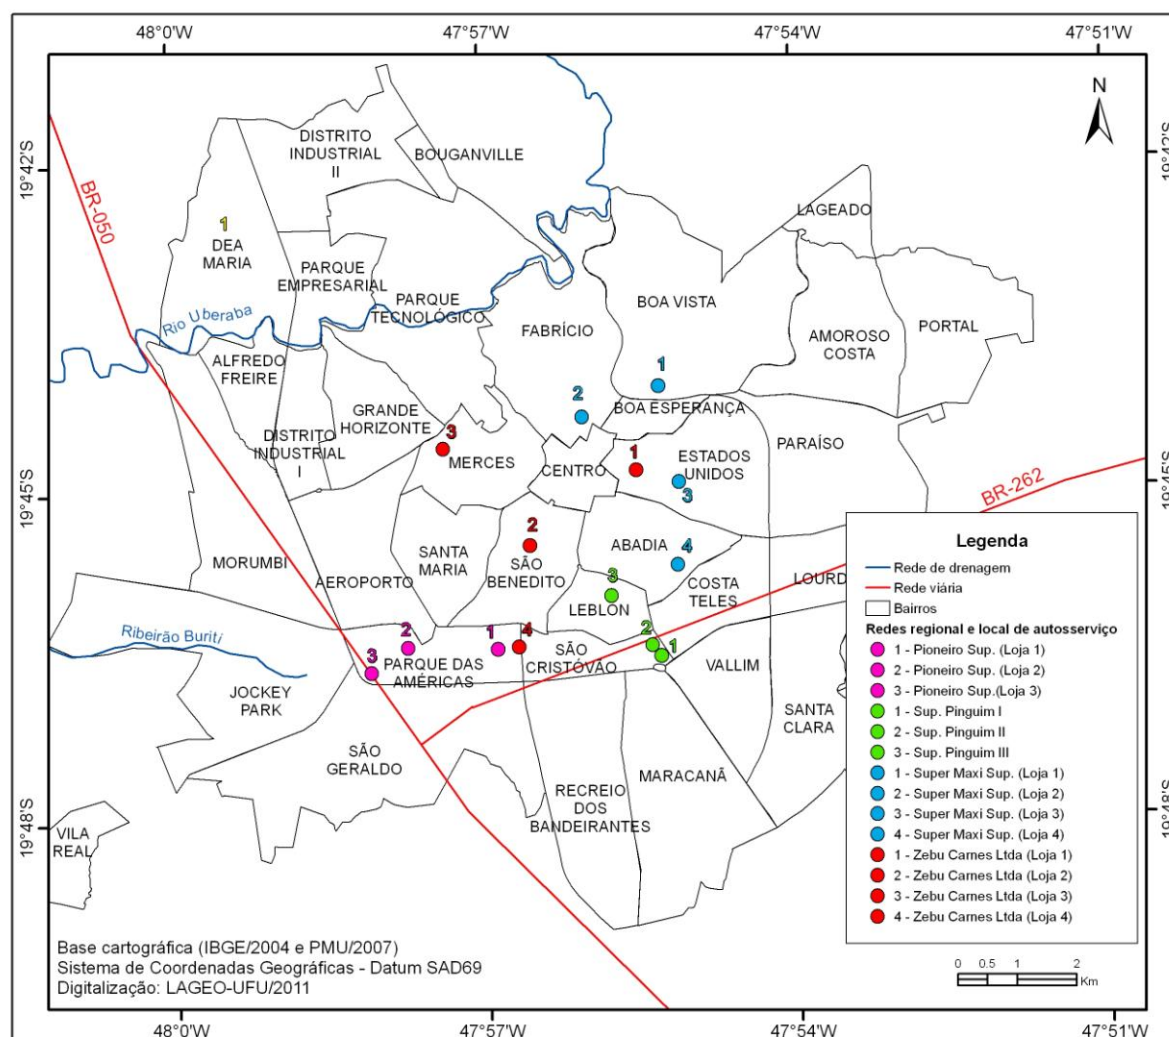 48°0'W
47°57'W
47°54'W
47°51'W
N
19°42'S
19°42'S
BR-050
DISTRITO
INDUSTRIAL
II
BOUGANVILLE
LAGEADO
1
DEA
MARIA
PARQUE
EMPRESARIAL
PARQUE
TECNOLÓGICO
Rio Uberaba
FABRÍCIO
BOA VISTA
AMOROSO
COSTA
PORTAL
ALFREDO
FREIRE
1
2
BOA ESPERANÇA
GRANDE
HORIZONTE
3
MERCES
DISTRITO
INDUSTRIAL
I
CENTRO
1
ESTADOS
UNIDOS
3
PARAÍSO
19°45'S
19°45'S
BR-262
MORUMBI
AEROPORTO
SANTA
MARIA
2
SÃO
BENEDITO
ABADIA
4
COSTA
TELES
LOURD
3
LEBLON
Ribeirão Buriti
2
1
4
3
PARQUE DAS
AMÉRICAS
SÃO
CRISTÓVÃO
2
1
VALLIM
JOCKEY
PARK
SANTA
CLARA
SÃO
GERALDO
MARACANÃ
RECREIO
DOS
BANDEIRANTES
VILA
REAL
19°48'S
19°48'S
Legenda
Rede de drenagem
Rede viária
Bairros
Redes regional e local de autosserviço
1 - Pioneiro Sup. (Loja 1)
2 - Pioneiro Sup. (Loja 2)
3 - Pioneiro Sup.(Loja 3)
1 - Sup. Pinguim I
2 - Sup. Pinguim II
3 - Sup. Pinguim III
1 - Super Maxi Sup. (Loja 1)
2 - Super Maxi Sup. (Loja 2)
3 - Super Maxi Sup. (Loja 3)
4 - Super Maxi Sup. (Loja 4)
1 - Zebu Carnes Ltda (Loja 1)
2 - Zebu Carnes Ltda (Loja 2)
3 - Zebu Carnes Ltda (Loja 3)
4 - Zebu Carnes Ltda (Loja 4)
Base cartográfica (IBGE/2004 e PMU/2007)
Sistema de Coordenadas Geográficas - Datum SAD69
Digitalização: LAGEO-UFU/2011
0 0.5 1 2
Km
48°0'W
47°57'W
47°54'W
47°51'W